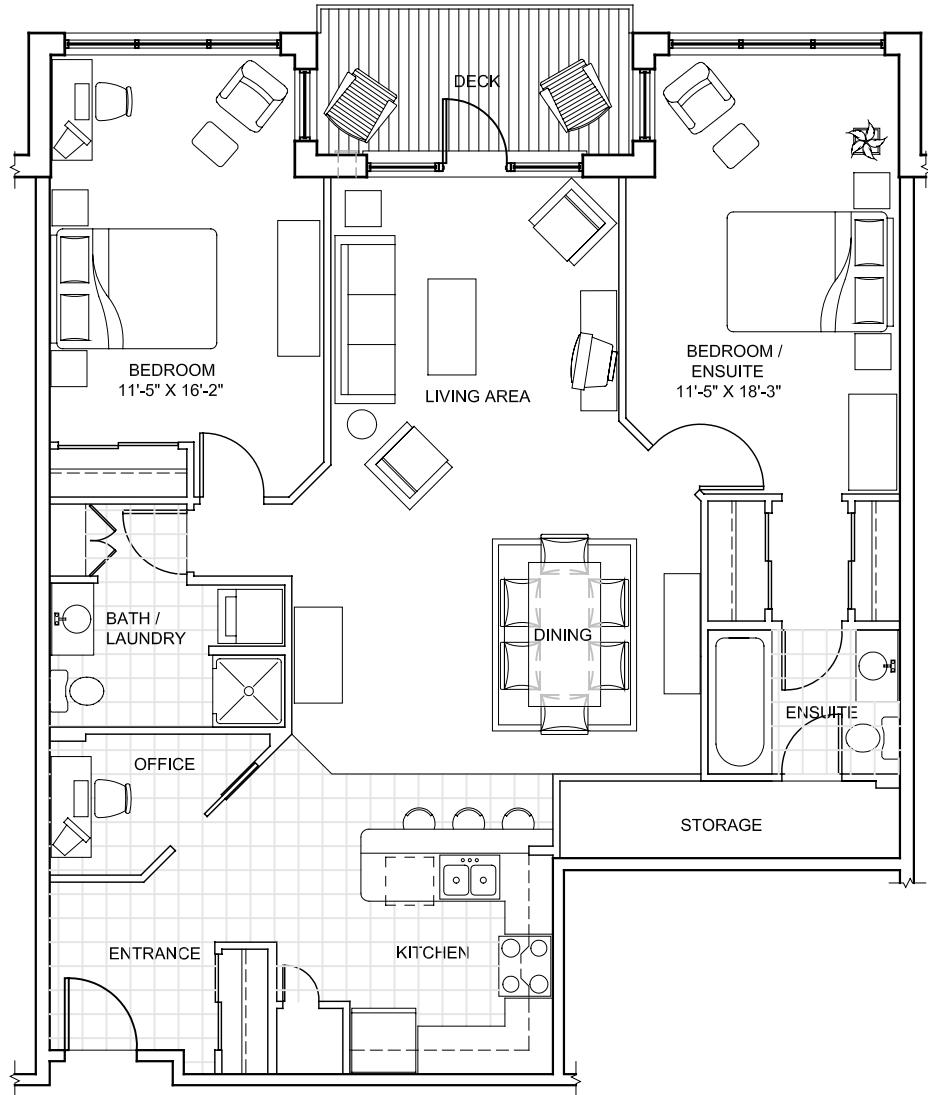 DECK
BEDROOM
11'-5" X 16'-2"
LIVING AREA
BEDROOM /
ENSUITE
11'-5" X 18'-3"
BATH /
LAUNDRY
DINING
ENSUITE
OFFICE
STORAGE
ENTRANCE
KITCHEN